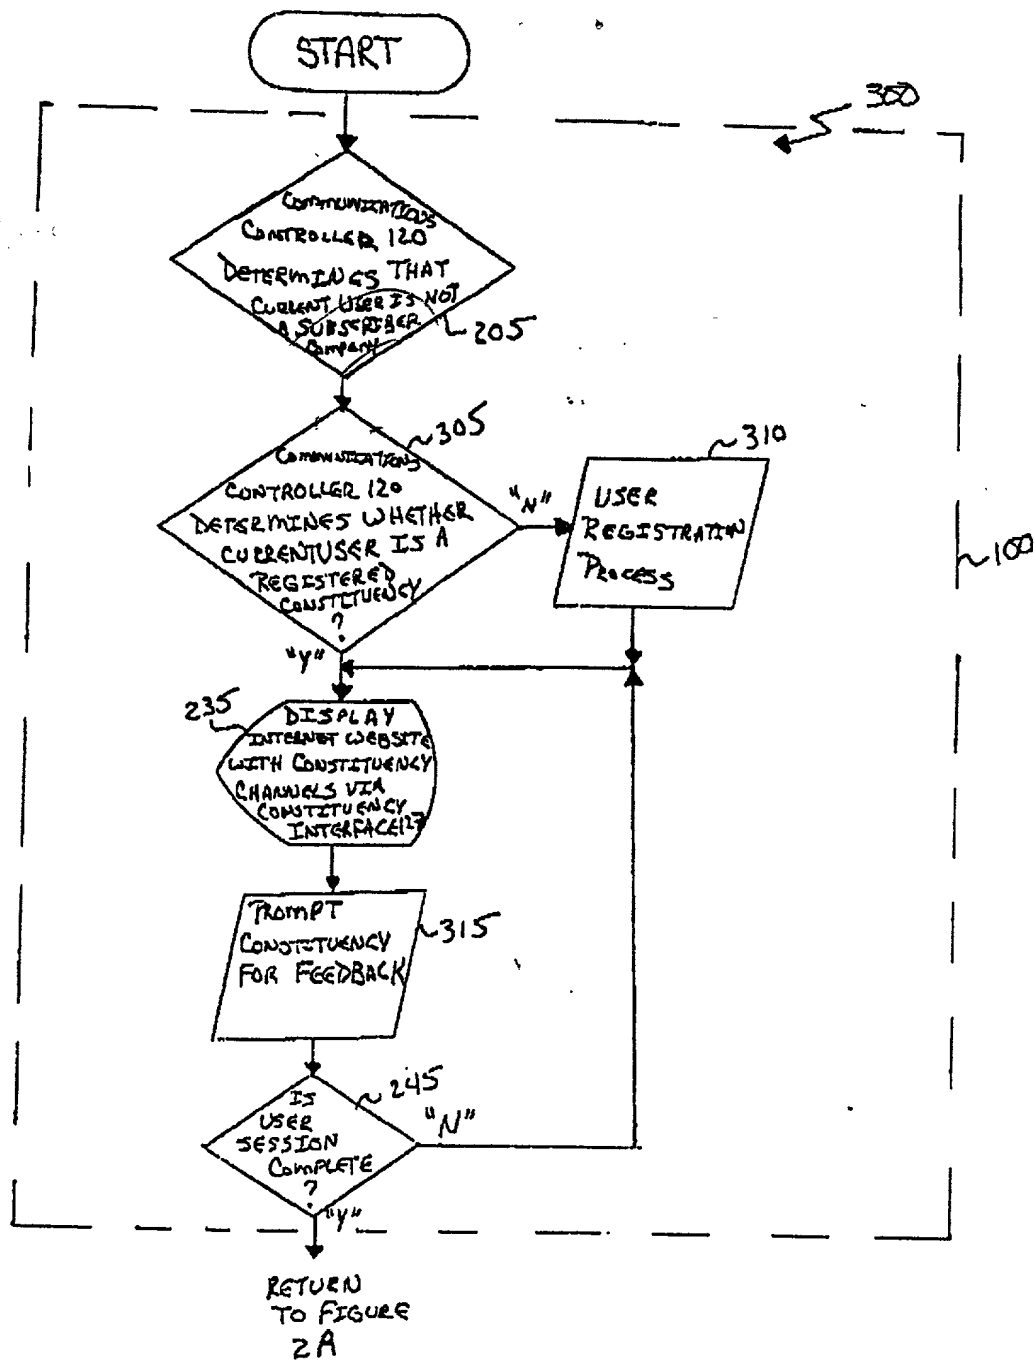 START
300
COMMUNICATIONS
CONTROLLER 120
DETERMINES THAT
CURRENT USER IS NOT
A SUBSCRIBER
COMPANY
205
305
COMMUNICATIONS
CONTROLLER 120
DETERMINES WHETHER
CURRENT USER IS A
REGISTERED
CONSTITUENCY
?
"N"
310
USER
REGISTRATION
PROCESS
100
"Y"
235
DISPLAY
INTERNET WEBSITE
WITH CONSTITUENCY
CHANNELS VIA
CONSTITUENCY
INTERFACE 127
PROMPT
CONSTITUENCY
FOR FEEDBACK
315
245
IS
USER
SESSION
COMPLETE
?
"N"
"Y"
RETURN
TO FIGURE
2A